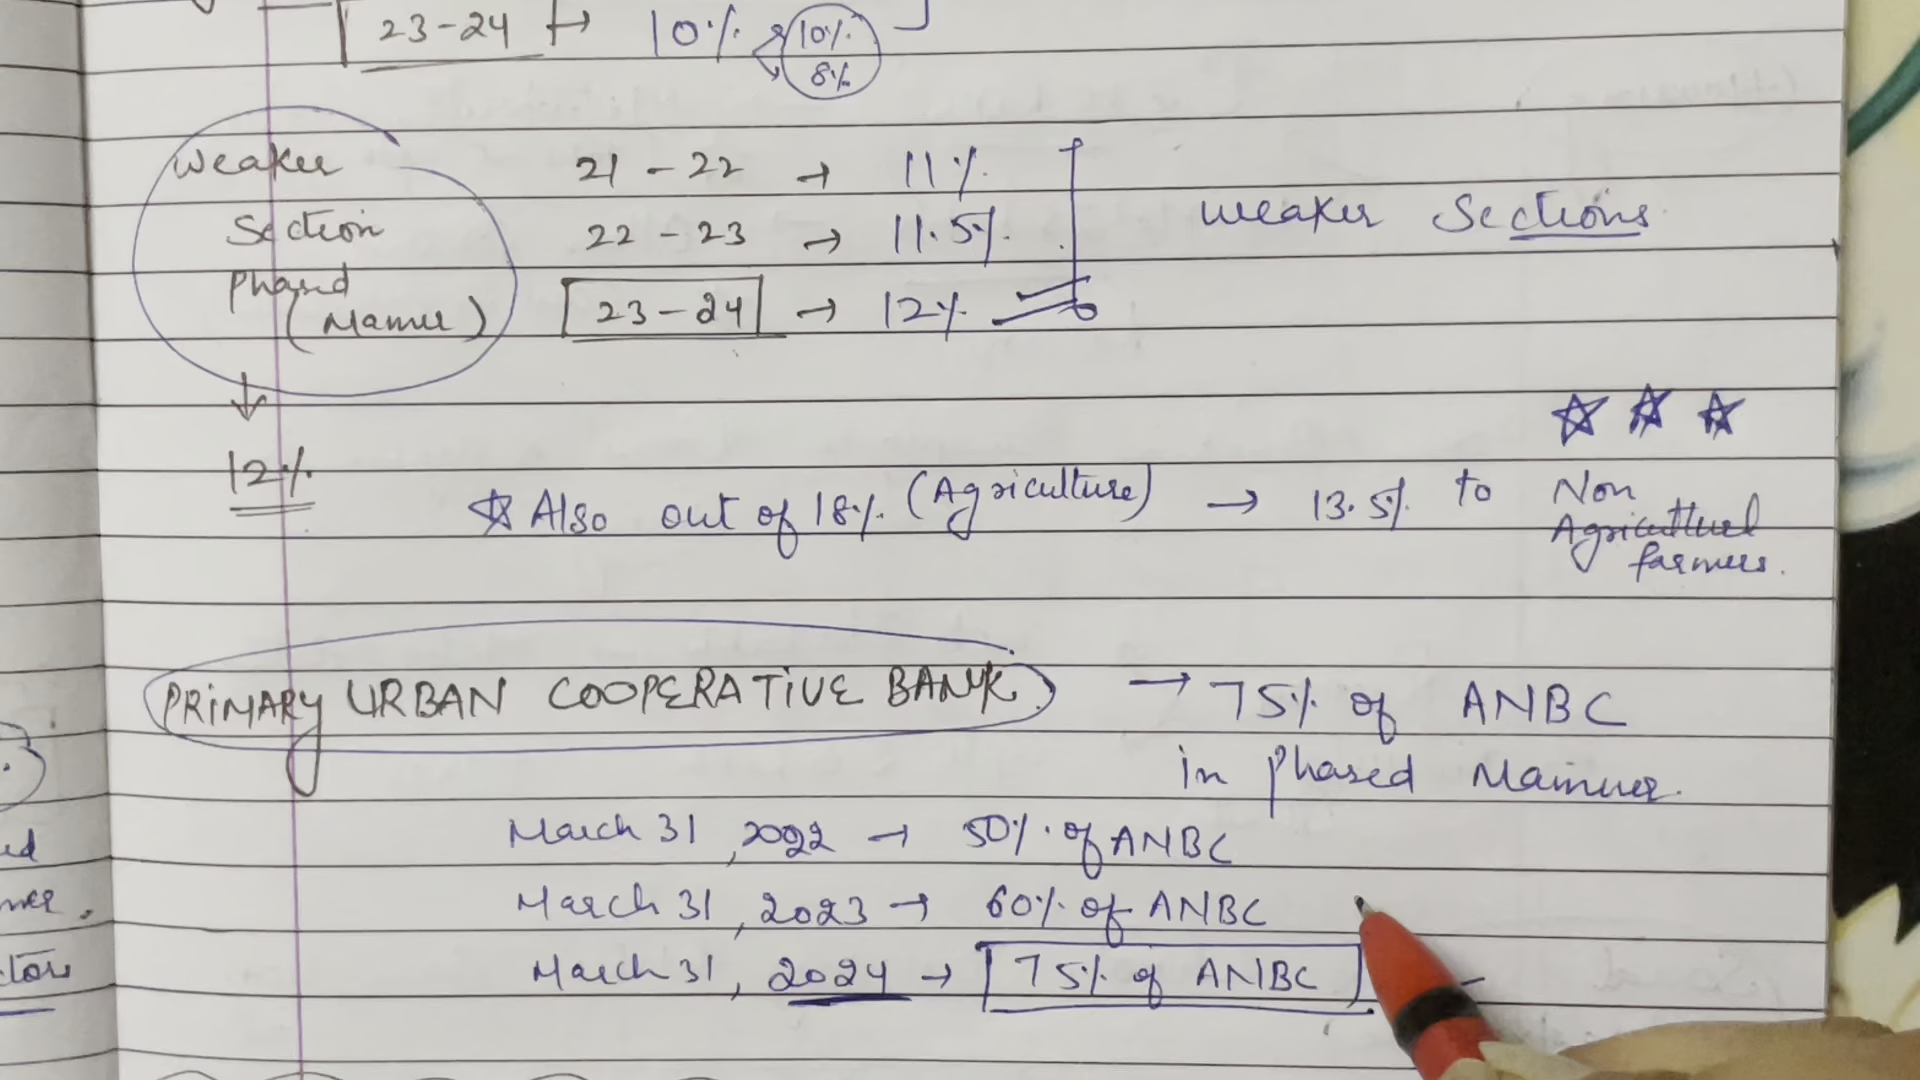 23-24 → 10% 10%
8%
Weaker 21-22 → 11%
Section 22-23 → 11.5% Weaker Sections
Phased 23-24 → 12%
(Manner)
12%
☆ Also out of 18% (Agriculture) → 13.5% to Non
Agricultural
farmers.
PRIMARY URBAN COOPERATIVE BANK → 75% of ANBC
in phased Manner.
March 31, 2022 → 50% of ANBC
March 31, 2023 → 60% of ANBC
March 31, 2024 → 75% of ANBC